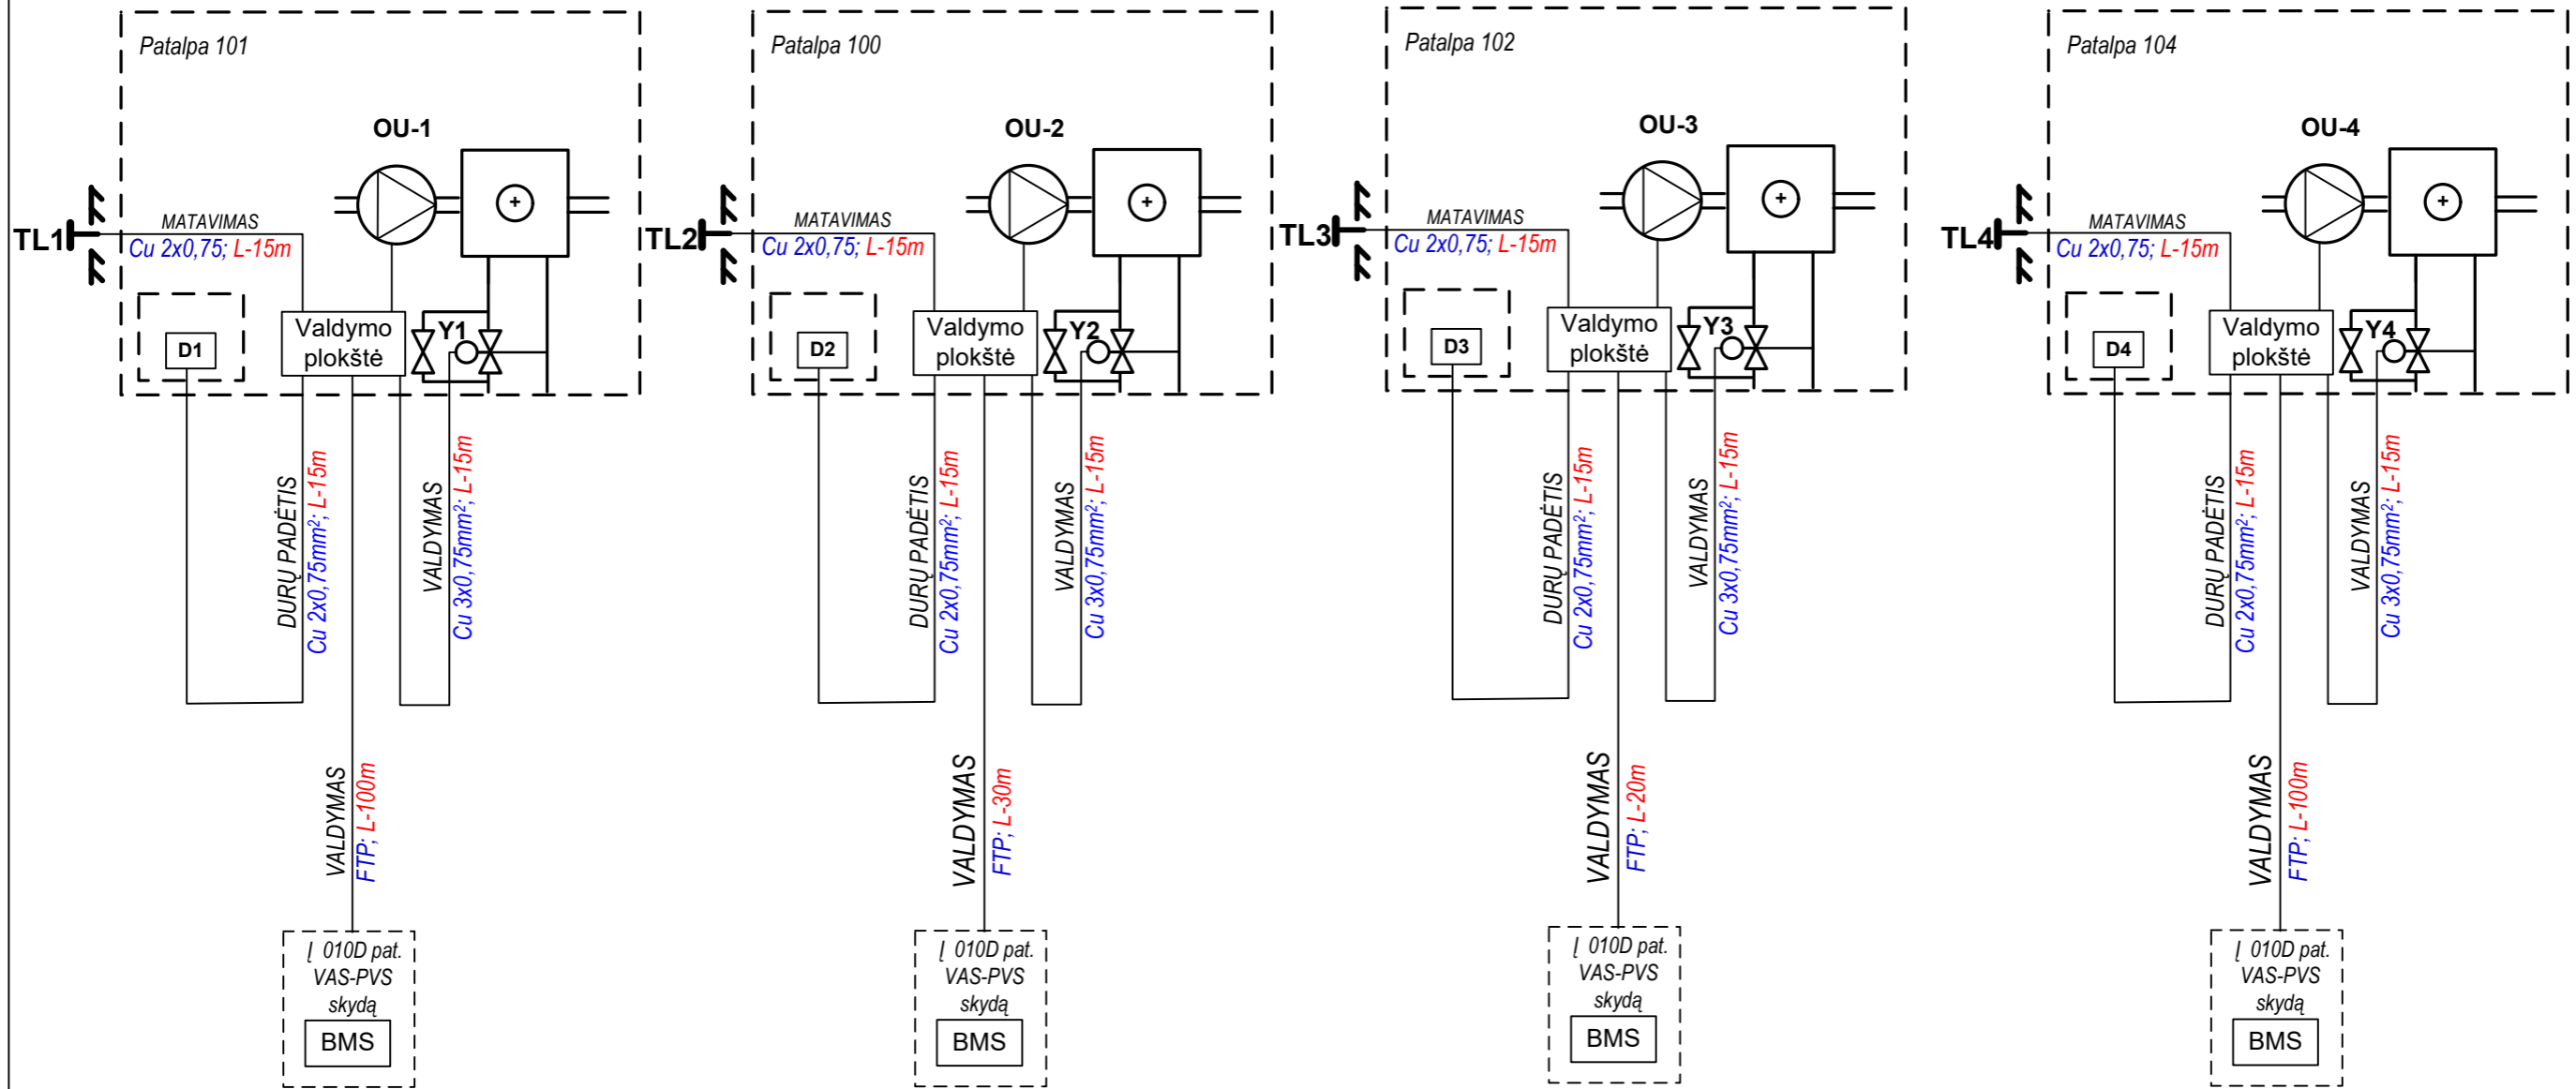 Patalpa 101
OU-1
TL1
MATAVIMAS
Cu 2x0,75; L-15m
D1
Valdymo
plokštė
Y1
DURŲ PADĖTIS
Cu 2x0,75mm²; L-15m
VALDYMAS
Cu 3x0,75mm²; L-15m
VALDYMAS
FTP; L-100m
Į 010D pat.
VAS-PVS
skydą
BMS
Patalpa 100
OU-2
TL2
MATAVIMAS
Cu 2x0,75; L-15m
D2
Valdymo
plokštė
Y2
DURŲ PADĖTIS
Cu 2x0,75mm²; L-15m
VALDYMAS
Cu 3x0,75mm²; L-15m
VALDYMAS
FTP; L-30m
Į 010D pat.
VAS-PVS
skydą
BMS
Patalpa 102
OU-3
TL3
MATAVIMAS
Cu 2x0,75; L-15m
D3
Valdymo
plokštė
Y3
DURŲ PADĖTIS
Cu 2x0,75mm²; L-15m
VALDYMAS
Cu 3x0,75mm²; L-15m
VALDYMAS
FTP; L-20m
Į 010D pat.
VAS-PVS
skydą
BMS
Patalpa 104
OU-4
TL4
MATAVIMAS
Cu 2x0,75; L-15m
D4
Valdymo
plokštė
Y4
DURŲ PADĖTIS
Cu 2x0,75mm²; L-15m
VALDYMAS
Cu 3x0,75mm²; L-15m
VALDYMAS
FTP; L-100m
Į 010D pat.
VAS-PVS
skydą
BMS